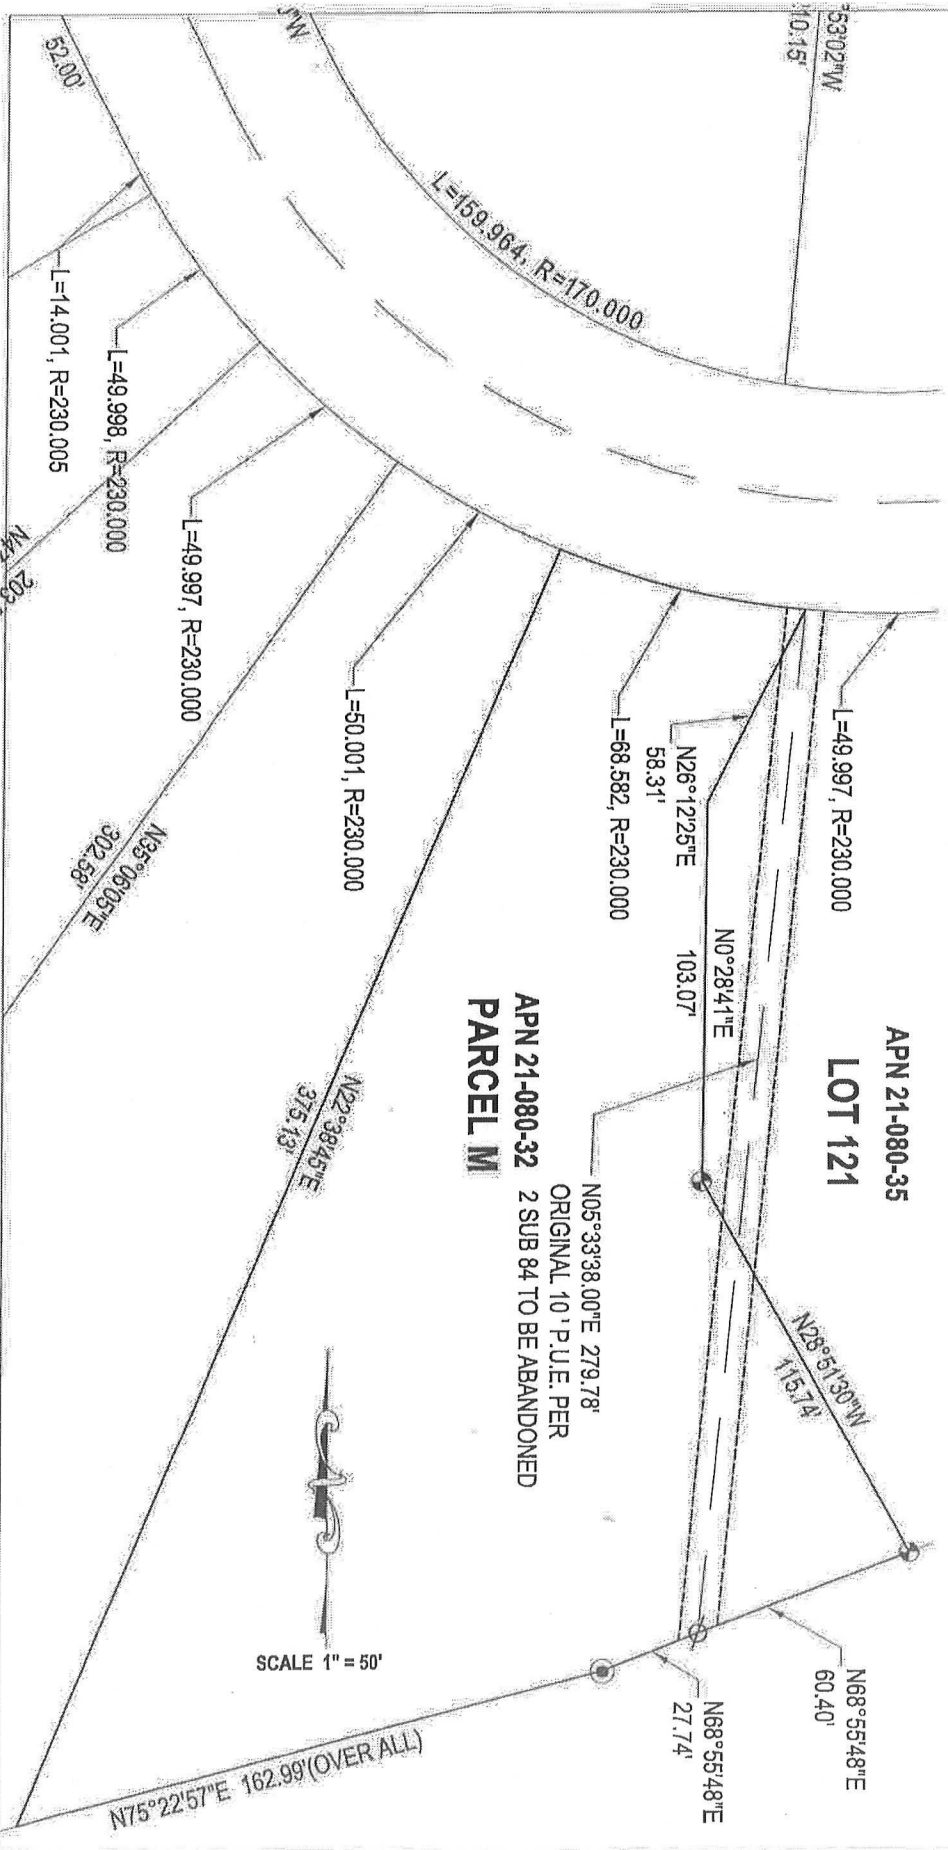 °53'02"W
10.15'
"W
52.00'
L=159.964, R=170.000
L=14.001, R=230.005
L=49.998, R=230.000
L=49.997, R=230.000
L=50.001, R=230.000
L=68.582, R=230.000
L=49.997, R=230.000
N26°12'25"E
58.31'
N0°28'41"E
103.07'
APN 21-080-35
LOT 121
APN 21-080-32
PARCEL M
N05°33'38.00"E 279.78'
ORIGINAL 10' P.U.E. PER
2 SUB 84 TO BE ABANDONED
N28°51'30"W
115.74'
N68°55'48"E
60.40'
N68°55'48"E
27.74'
N22°38'45"E
375.13'
N35°06'05"E
302.58'
203.
SCALE 1" = 50'
N75°22'57"E 162.99'(OVER ALL)